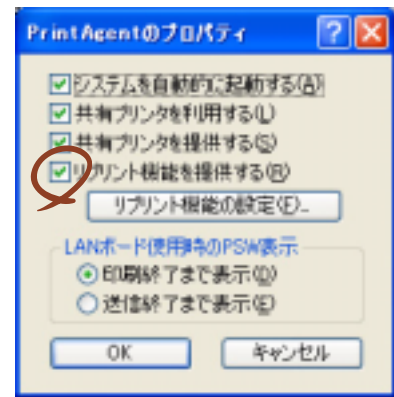 PrintAgentのプロパティ
システムを自動的に起動する(A)
共有プリンタを利用する(L)
共有プリンタを提供する(S)
リプリント機能を提供する(R)
リプリント機能の設定(F)...
LANボード使用時のPSW表示
印刷終了まで表示(Q)
送信終了まで表示(E)
OK キャンセル